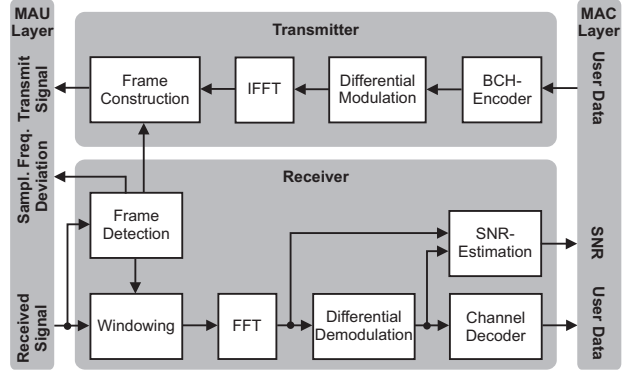 MAU
Layer
Transmitter
MAC
Layer
Transmit
Signal
Frame
Construction
IFFT
Differential
Modulation
BCH-
Encoder
User Data
Sampl. Freq.
Deviation
Receiver
Frame
Detection
SNR-
Estimation
SNR
Received
Signal
Windowing
FFT
Differential
Demodulation
Channel
Decoder
User Data